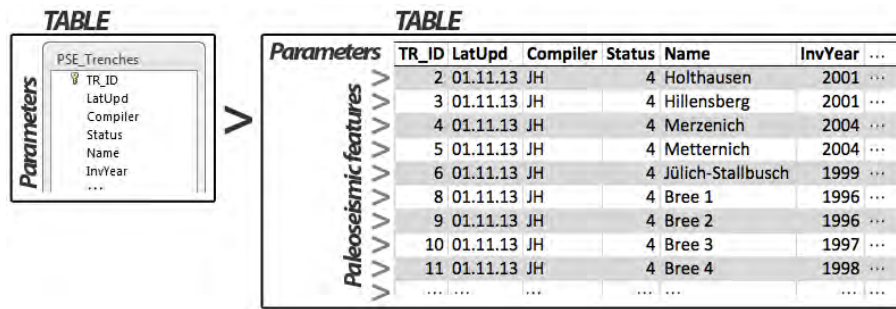 TABLE
Parameters
PSE_Trenches
TR_ID
LatUpd
Compiler
Status
Name
InvYear
...
>
TABLE
Parameters TR_ID LatUpd Compiler Status Name InvYear ...
Paleoseismic features
> 2 01.11.13 JH 4 Holthausen 2001 ...
> 3 01.11.13 JH 4 Hillensberg 2001 ...
> 4 01.11.13 JH 4 Merzenich 2004 ...
> 5 01.11.13 JH 4 Metternich 2004 ...
> 6 01.11.13 JH 4 Jülich-Stallbusch 1999 ...
> 8 01.11.13 JH 4 Bree 1 1996 ...
> 9 01.11.13 JH 4 Bree 2 1996 ...
> 10 01.11.13 JH 4 Bree 3 1997 ...
> 11 01.11.13 JH 4 Bree 4 1998 ...
> ... ... ... ... ... ... ...